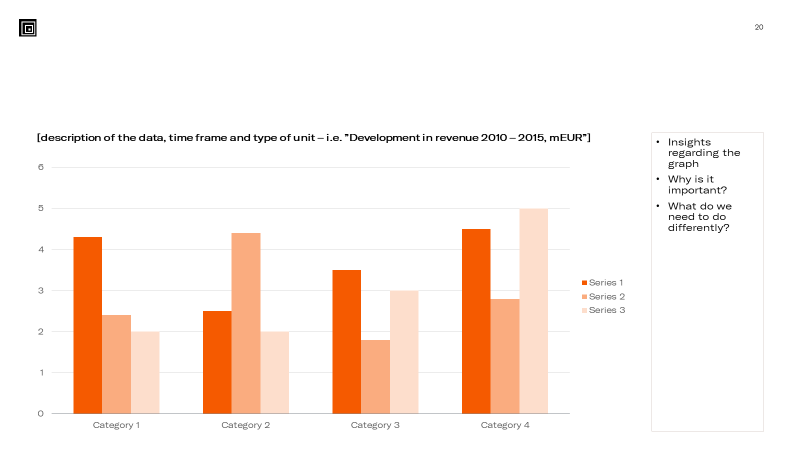 20
[description of the data, time frame and type of unit – i.e. ”Development in revenue 2010 – 2015, mEUR”]
6
5
4
3
2
1
0
Category 1
Category 2
Category 3
Category 4
Series 1
Series 2
Series 3
• Insights
regarding the
graph
• Why is it
important?
• What do we
need to do
differently?